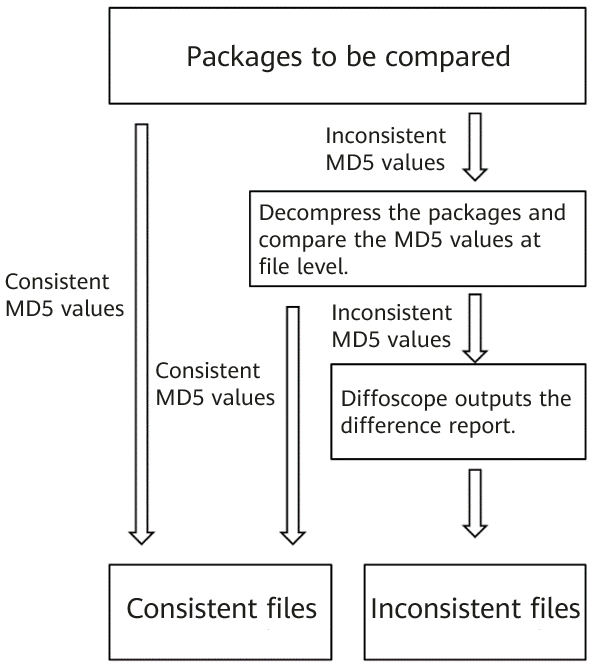 Packages to be compared
Inconsistent
MD5 values
Decompress the packages and
compare the MD5 values at
file level.
Consistent
MD5 values
Inconsistent
MD5 values
Consistent
MD5 values
Diffoscope outputs the
difference report.
Consistent files
Inconsistent files